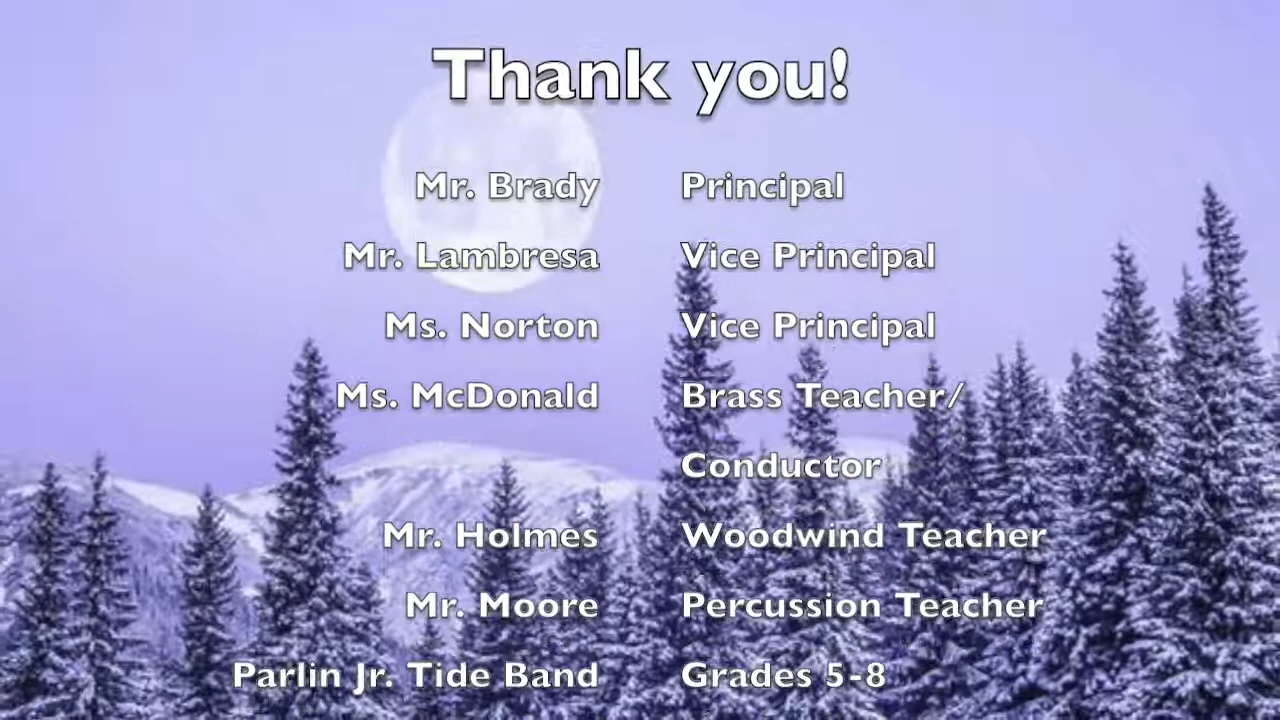 Thank you!
Mr. Brady Principal
Mr. Lambresa Vice Principal
Ms. Norton Vice Principal
Ms. McDonald Brass Teacher/
Conductor
Mr. Holmes Woodwind Teacher
Mr. Moore Percussion Teacher
Parlin Jr. Tide Band Grades 5-8